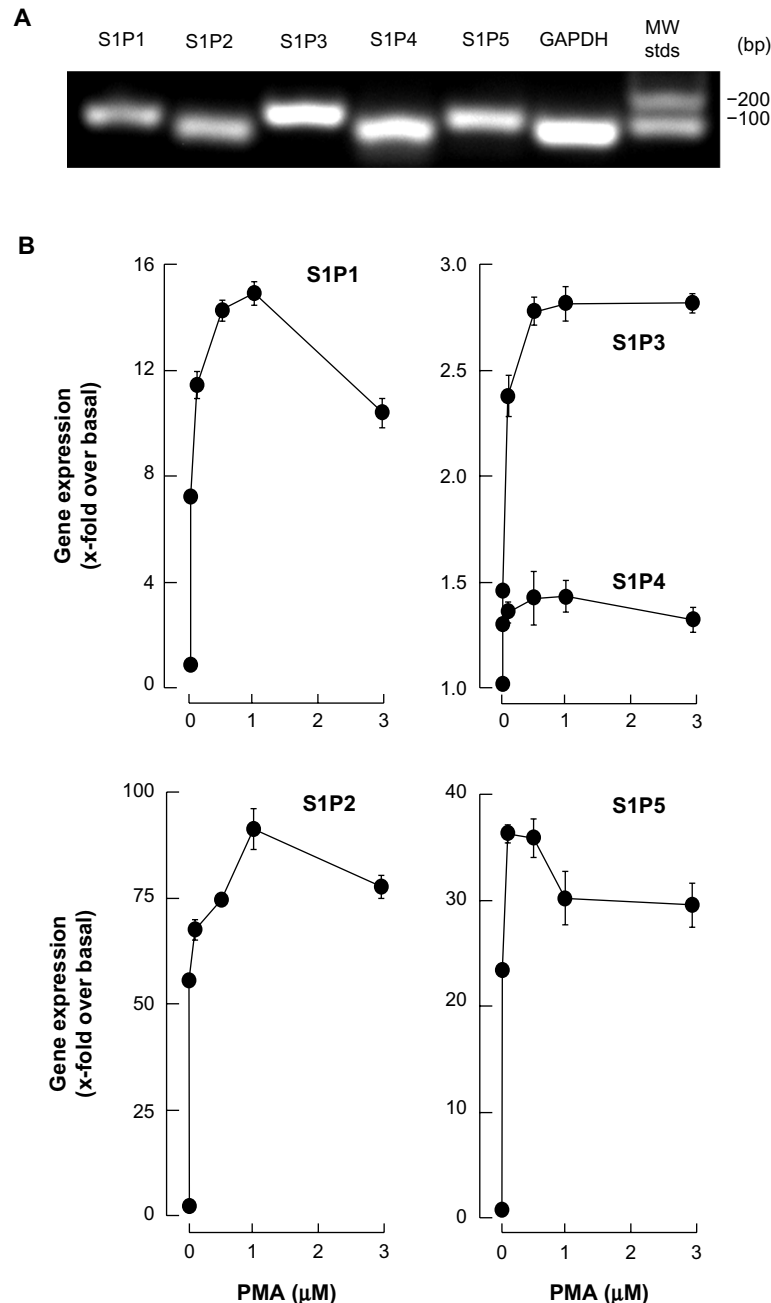 A
S1P1 S1P2 S1P3 S1P4 S1P5 GAPDH MW stds (bp)
–200
–100
B
S1P1
Gene expression
(x-fold over basal)
16
12
8
4
0
0 1 2 3
S1P3
S1P4
3.0
2.5
2.0
1.5
1.0
0 1 2 3
S1P2
Gene expression
(x-fold over basal)
100
75
50
25
0
0 1 2 3
PMA (μM)
S1P5
40
30
20
10
0
0 1 2 3
PMA (μM)